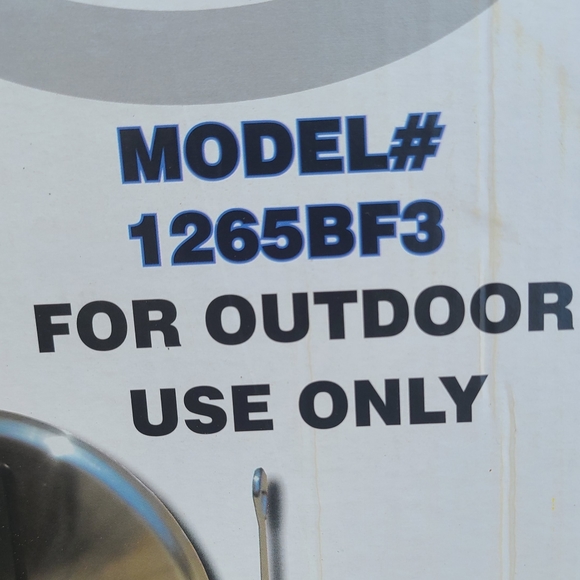 MODEL#
1265BF3
FOR OUTDOOR
USE ONLY